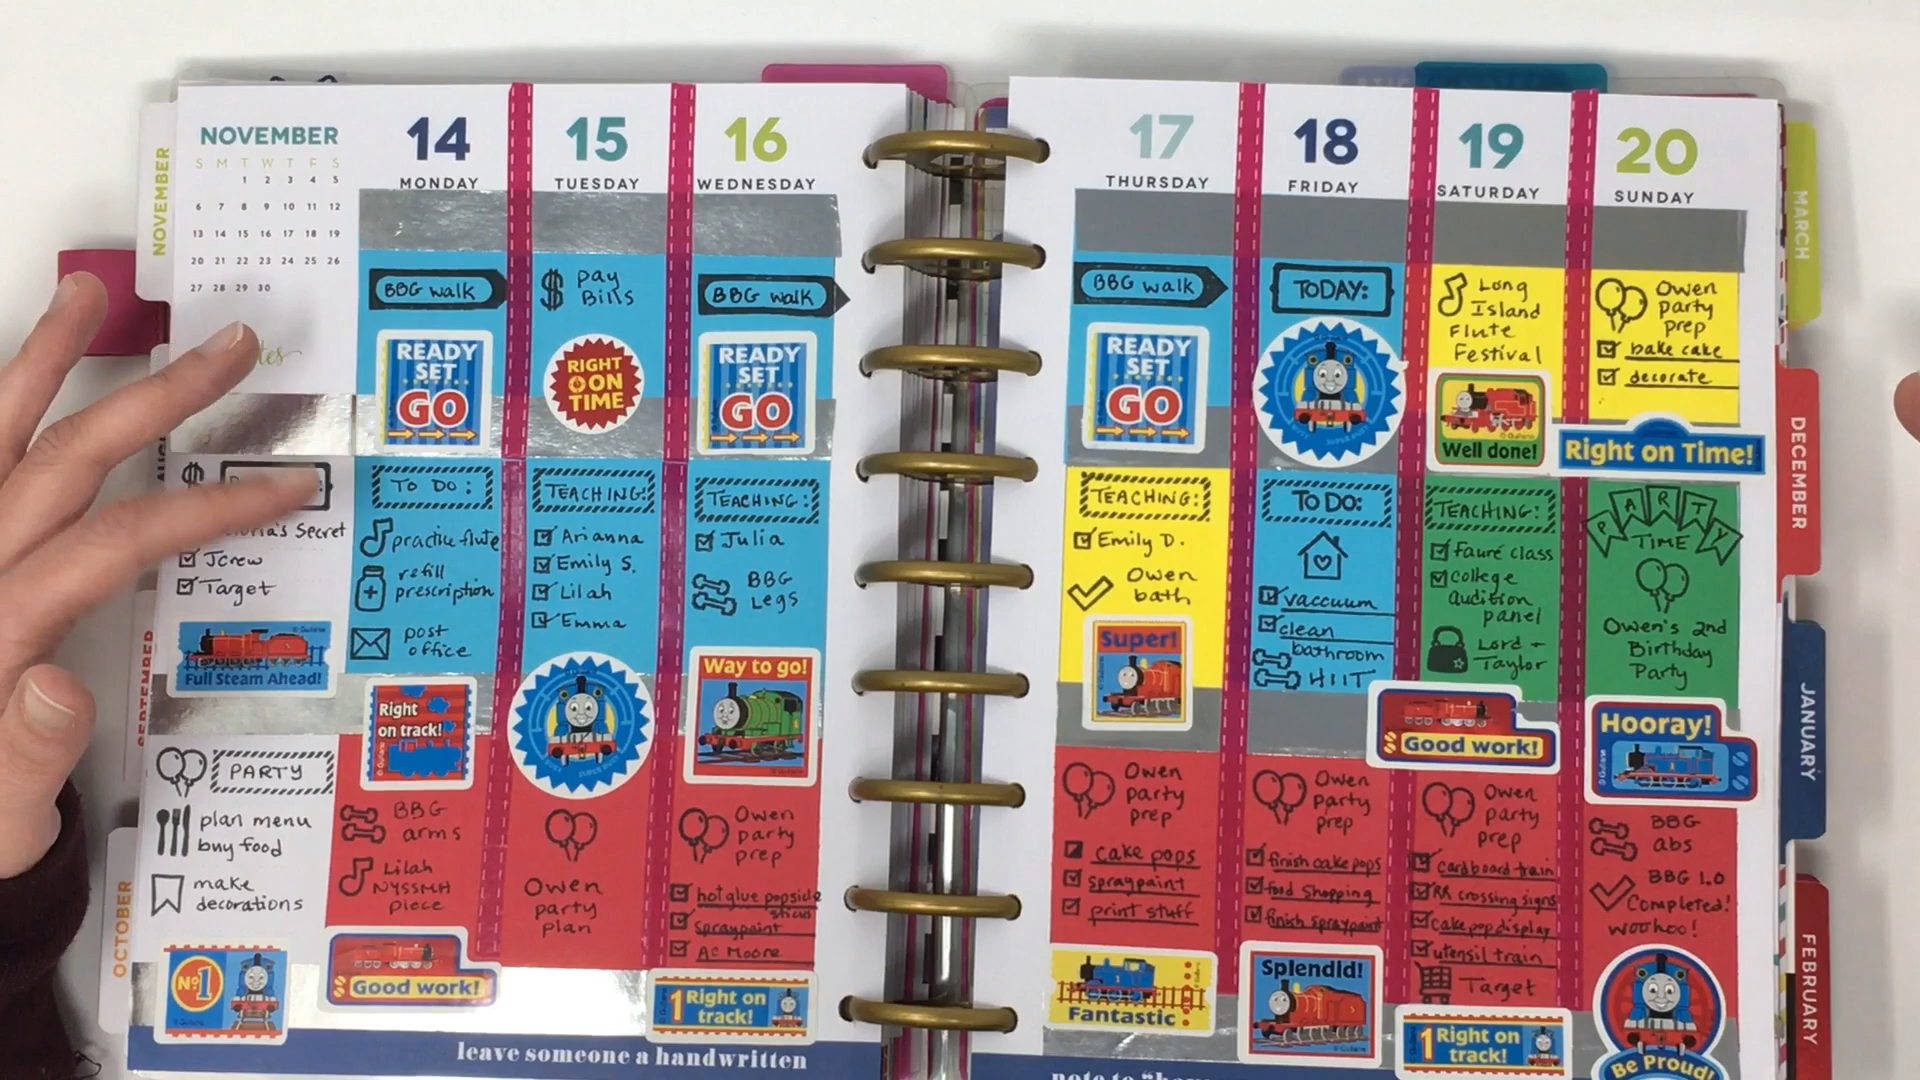 NOVEMBER
S M T W T F S
1 2 3 4 5
6 7 8 9 10 11 12
13 14 15 16 17 18 19
20 21 22 23 24 25 26
27 28 29 30
Victoria's Secret
JCrew
Target
Full Steam Ahead!
PARTY
plan menu
buy food
make
decorations
No 1
14
MONDAY
BBG walk
READY
SET
GO
TO DO:
practice flute
refill
prescription
post
office
Right
on track!
BBG
arms
Lilah
NYSSMA
piece
Good work!
15
TUESDAY
$ pay
Bills
RIGHT
ON
TIME
TEACHING:
Arianna
Emily S.
Lilah
Emma
Owen
party
plan
16
WEDNESDAY
BBG walk
READY
SET
GO
TEACHING:
Julia
BBG
Legs
Way to go!
Owen
party
prep
hot glue popsicle
sticks
Spraypaint
AC Moore
1 Right on
track!
leave someone a handwritten
17
THURSDAY
BBG walk
READY
SET
GO
TEACHING:
Emily D.
Owen
bath
Super!
Owen
party
prep
cake pops
spraypaint
print stuff
Fantastic
18
FRIDAY
TODAY:
TO DO:
vaccuum
clean
bathroom
HIIT
Owen
party
prep
finish cake pops
food shopping
finish spraypaint
Splendid!
19
SATURDAY
Long
Island
Flute
Festival
Well done!
TEACHING:
Fauré class
college
audition
panel
Lord +
Taylor
Good work!
Owen
party
prep
cardboard train
RR crossing signs
cake pop display
utensil train
Target
1 Right on
track!
20
SUNDAY
Owen
party
prep
bake cake
decorate
Right on Time!
PARTY
TIME
Owen's 2nd
Birthday
Party
Hooray!
BBG
abs
BBG 1.0
Completed!
woohoo!
Be Proud!
NOVEMBER
SEPTEMBER
OCTOBER
MARCH
DECEMBER
JANUARY
FEBRUARY